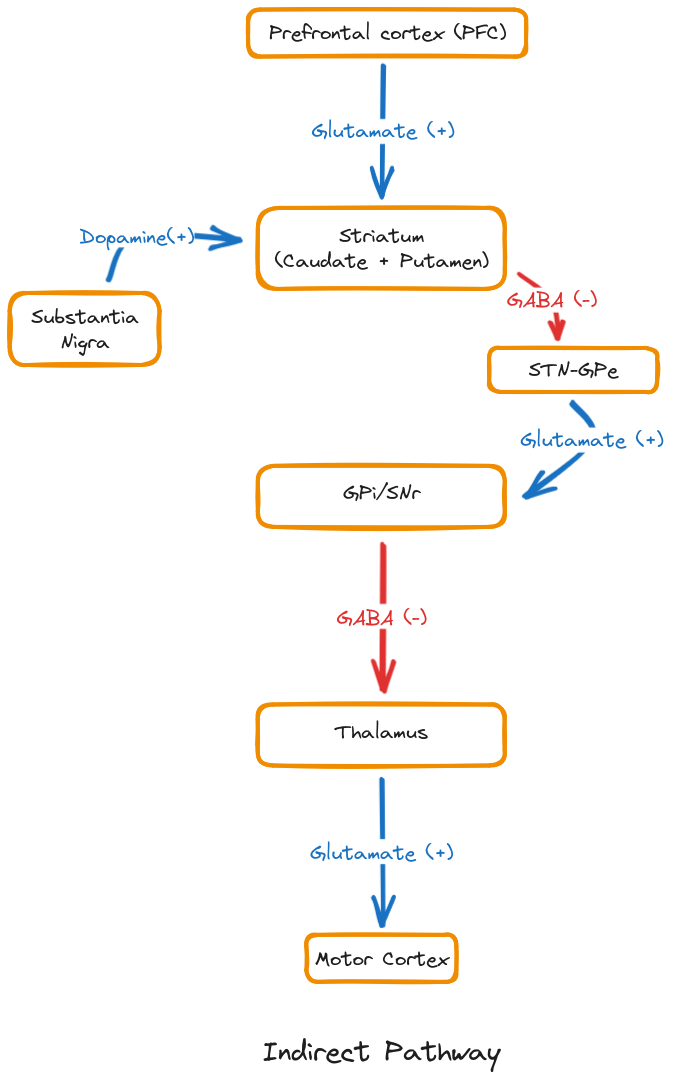 Prefrontal cortex (PFC)
Glutamate (+)
Striatum
(Caudate + Putamen)
Dopamine(+)
Substantia
Nigra
GABA (-)
STN-GPe
Glutamate (+)
GPi/SNr
GABA (-)
Thalamus
Glutamate (+)
Motor Cortex
Indirect Pathway